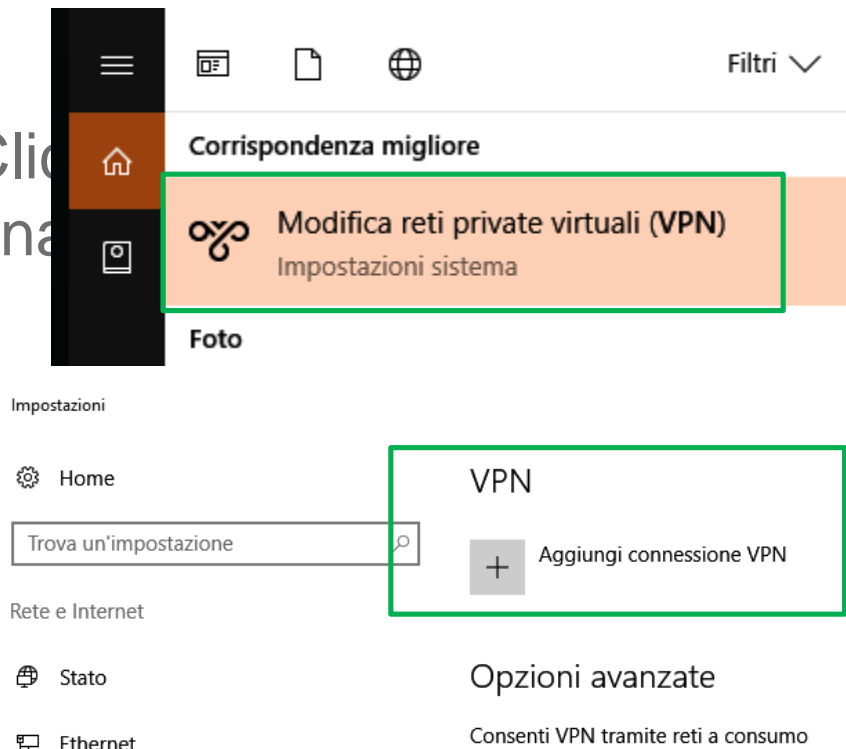 Filtri
Corrispondenza migliore
Modifica reti private virtuali (VPN)
Impostazioni sistema
Foto
Impostazioni
Home
Trova un'impostazione
Rete e Internet
Stato
Ethernet
VPN
Aggiungi connessione VPN
Opzioni avanzate
Consenti VPN tramite reti a consumo